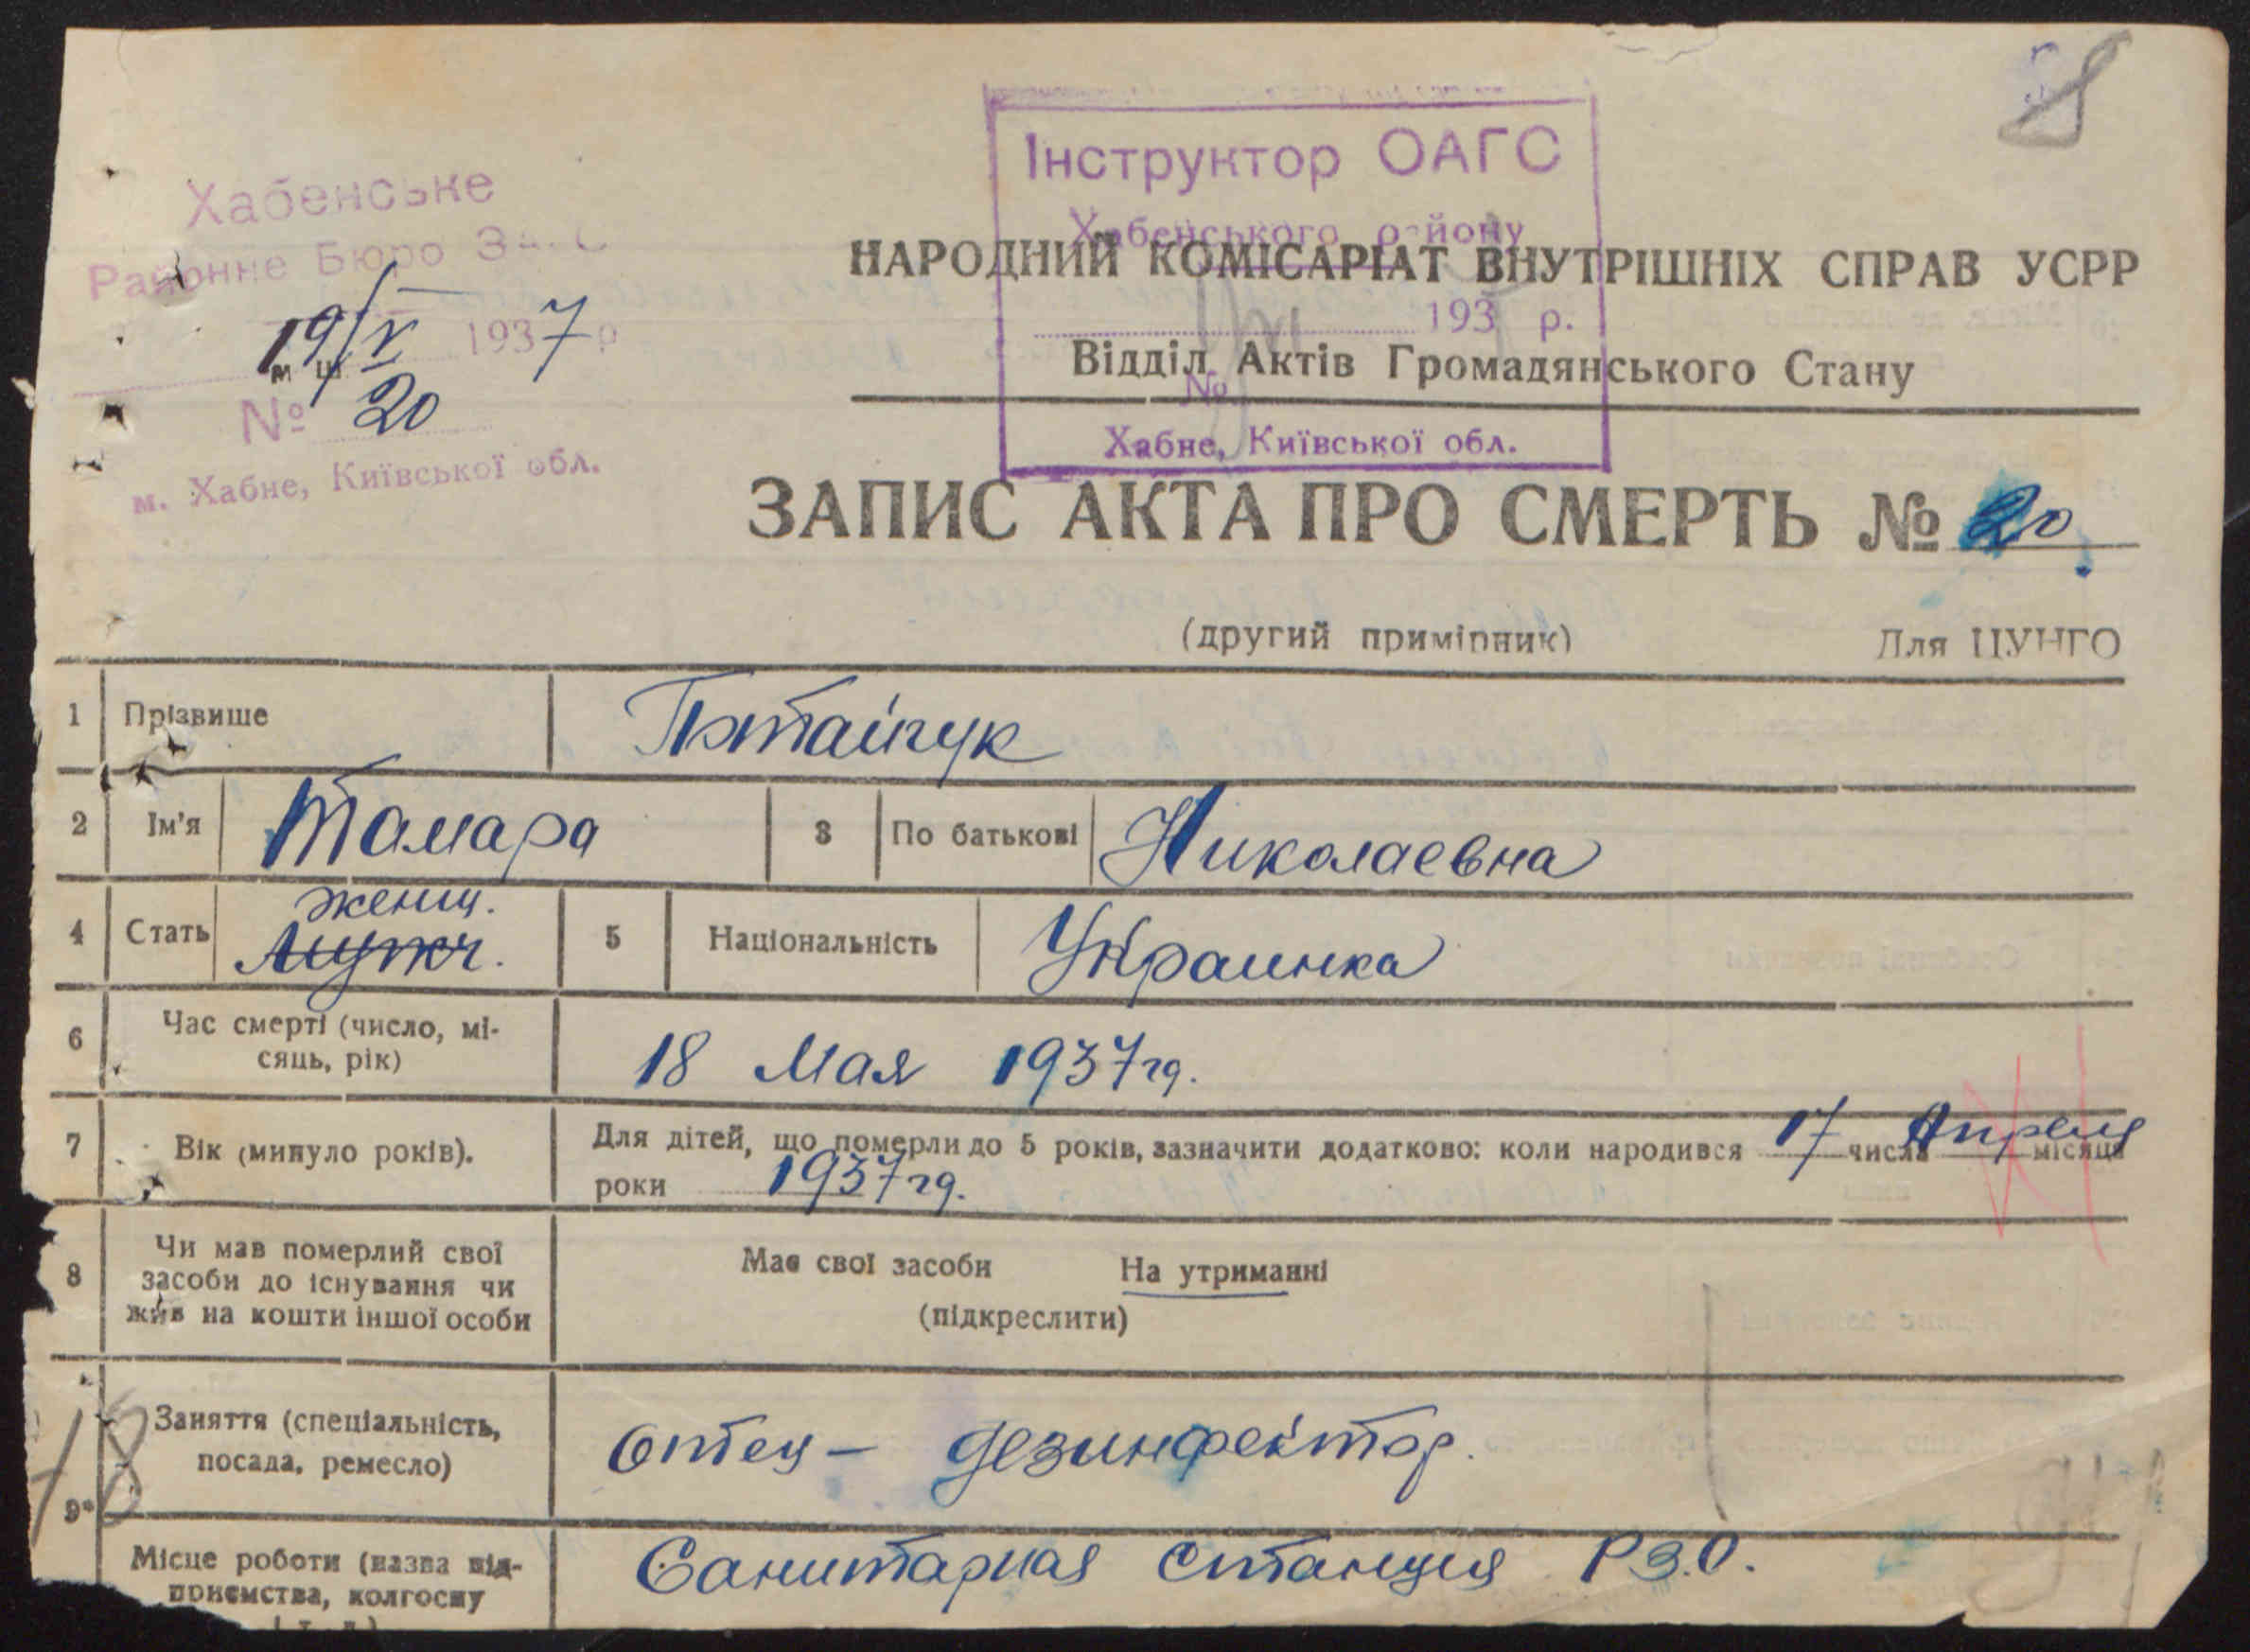 8
Хабенське
Районне Бюро
19/V 1937 р
м Ш
№ 20
м. Хабне, Київської обл.
Інструктор ОАГС
Хабенського району
193 р.
№
Хабне, Київської обл.
НАРОДНИЙ КОМІСАРІАТ ВНУТРІШНІХ СПРАВ УСРР
Відділ Актів Громадянського Стану
ЗАПИС АКТА ПРО СМЕРТЬ № 20
(другий примірник) Для ЦУНГО
1 Прізвище
2 Ім'я Тамара 3 По батькові Николаевна
женщ.
4 Стать мужч. 5 Національність Украинка
6 Час смерті (число, мі-
сяць, рік) 18 Мая 1937 гд.
7 Вік (минуло років). Для дітей, що померли до 5 років, зазначити додатково: коли народився 17 числа Апреля місяця
роки 1937 гд.
8 Чи мав померлий свої
засоби до існування чи
жив на кошти іншої особи
Має свої засоби На утриманні
(підкреслити)
Заняття (спеціальність,
посада, ремесло) Отец — дезинфектор.
9*
Місце роботи (назва під-
приємства, колгоспу
Санитарная станция РЗО.
18